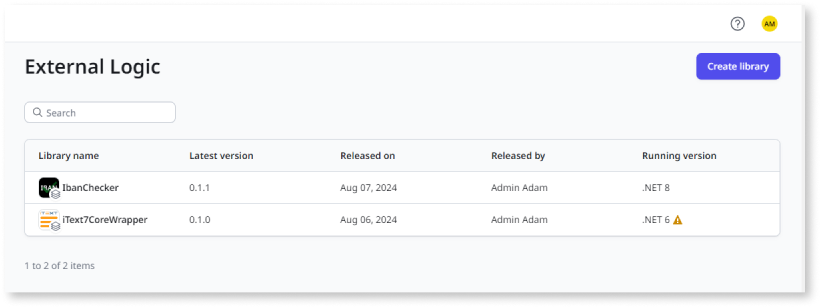 AM
External Logic
Create library
Search
Library name Latest version Released on Released by Running version
IBAN
IbanChecker 0.1.1 Aug 07, 2024 Admin Adam .NET 8
iText7CoreWrapper 0.1.0 Aug 06, 2024 Admin Adam .NET 6
1 to 2 of 2 items